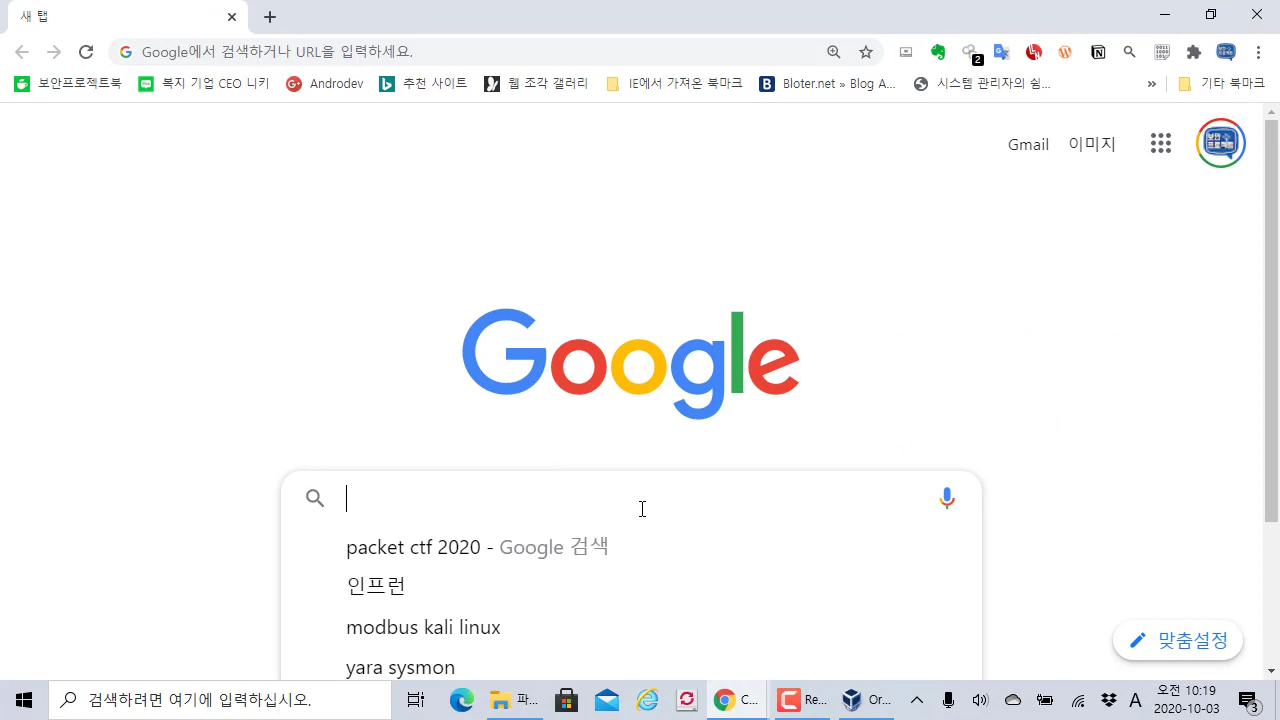 새 탭
Google에서 검색하거나 URL을 입력하세요.
2
보안프로젝트북
복지 기업 CEO 니키
Androdev
추천 사이트
웹 조각 갤러리
IE에서 가져온 북마크
Bloter.net » Blog A...
시스템 관리자의 쉼...
»
기타 북마크
Gmail
이미지
Google
packet ctf 2020 - Google 검색
인프런
modbus kali linux
yara sysmon
맞춤설정
검색하려면 여기에 입력하십시오.
파...
C...
Re...
Or...
A
오전 10:19
2020-10-03
3